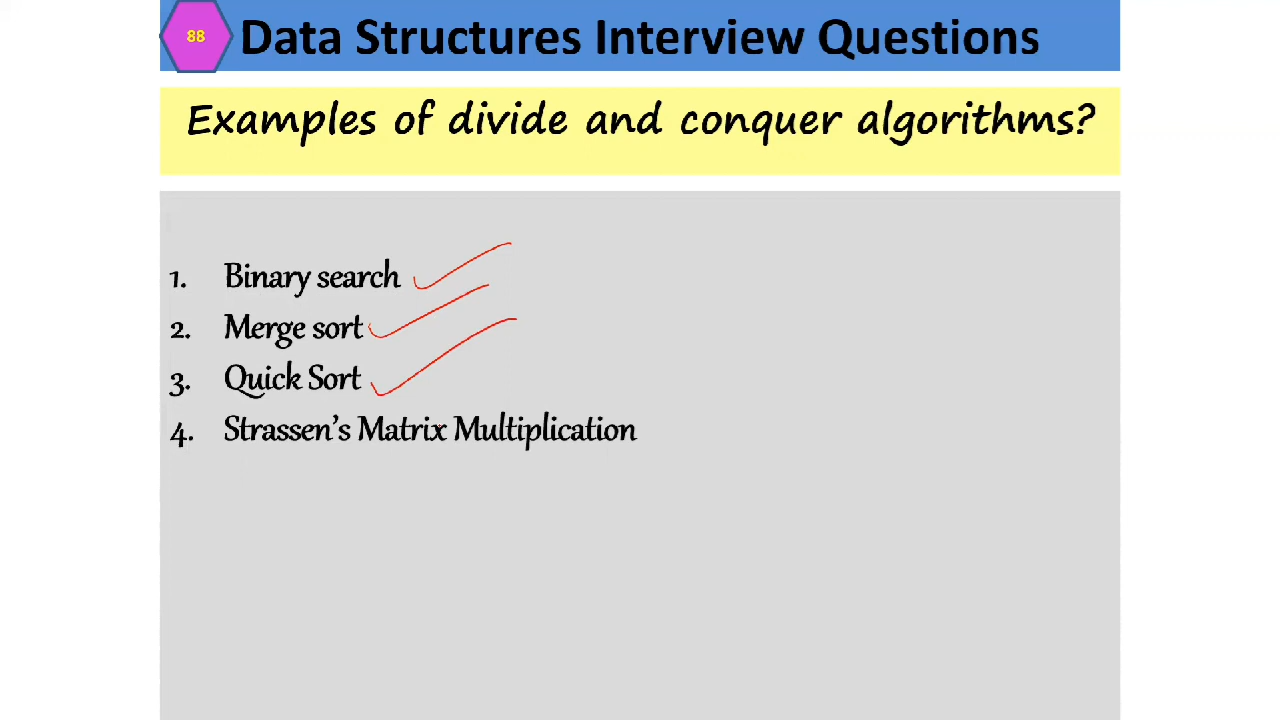 88
Data Structures Interview Questions
Examples of divide and conquer algorithms?
1. Binary search
2. Merge sort
3. Quick Sort
4. Strassen's Matrix Multiplication